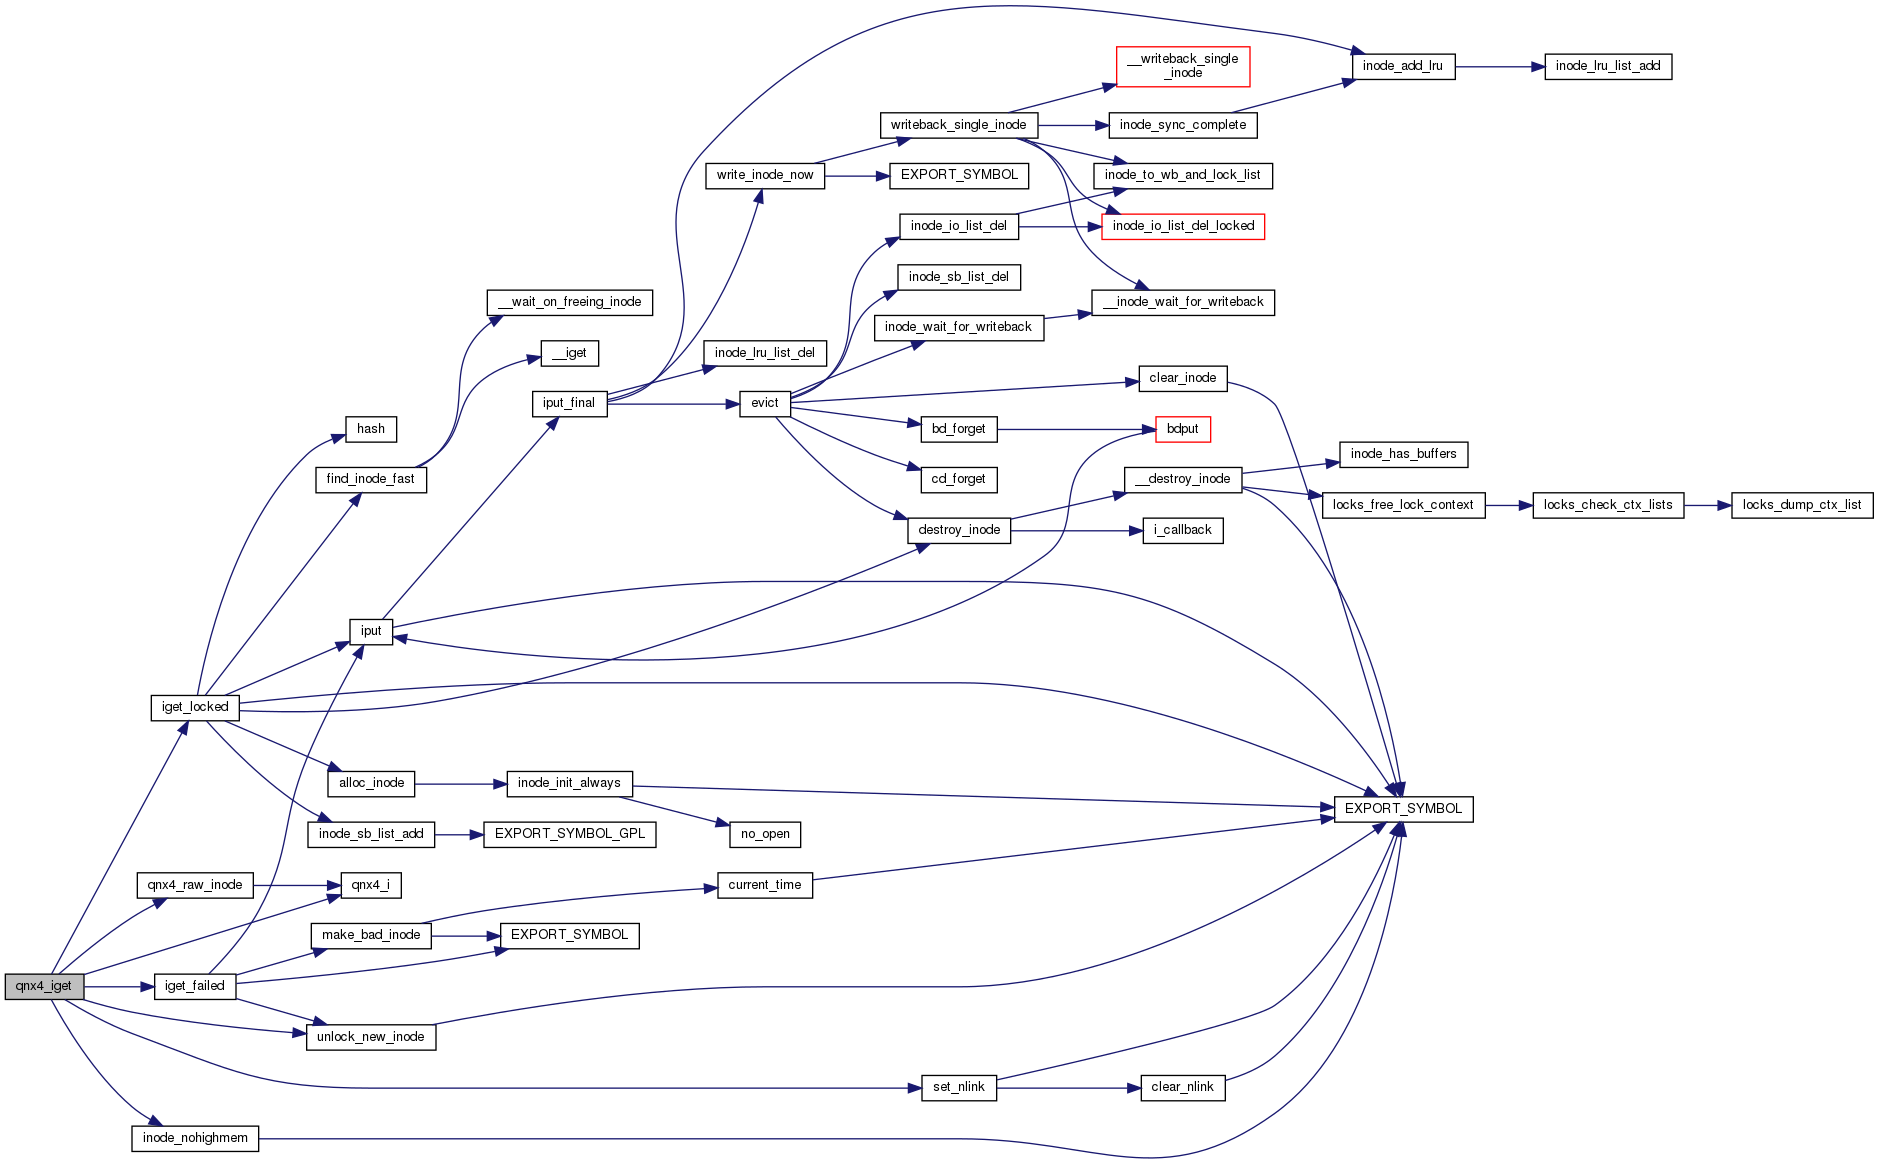 inode_add_lru
inode_lru_list_add
__writeback_single
_inode
writeback_single_inode
inode_sync_complete
write_inode_now
EXPORT_SYMBOL
inode_to_wb_and_lock_list
inode_io_list_del
inode_io_list_del_locked
inode_sb_list_del
__wait_on_freeing_inode
__inode_wait_for_writeback
inode_wait_for_writeback
__iget
inode_lru_list_del
clear_inode
iput_final
evict
hash
bd_forget
bdput
inode_has_buffers
find_inode_fast
cd_forget
__destroy_inode
locks_free_lock_context
locks_check_ctx_lists
locks_dump_ctx_list
destroy_inode
i_callback
iput
iget_locked
alloc_inode
inode_init_always
EXPORT_SYMBOL
inode_sb_list_add
EXPORT_SYMBOL_GPL
no_open
qnx4_raw_inode
qnx4_i
current_time
make_bad_inode
EXPORT_SYMBOL
qnx4_iget
iget_failed
unlock_new_inode
set_nlink
clear_nlink
inode_nohighmem